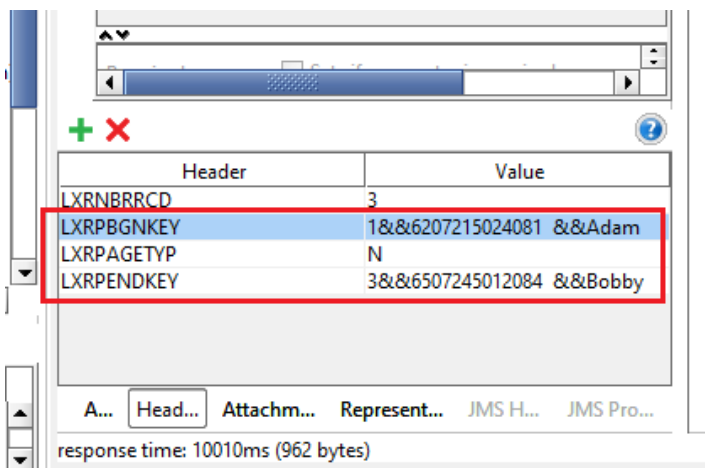 Header Value
LXRNBRRCD 3
LXRPBGNKEY 1&&6207215024081 &&Adam
LXRPAGETYP N
LXRPENDKEY 3&&6507245012084 &&Bobby
A... Head... Attachm... Represent... JMS H... JMS Pro...
response time: 10010ms (962 bytes)